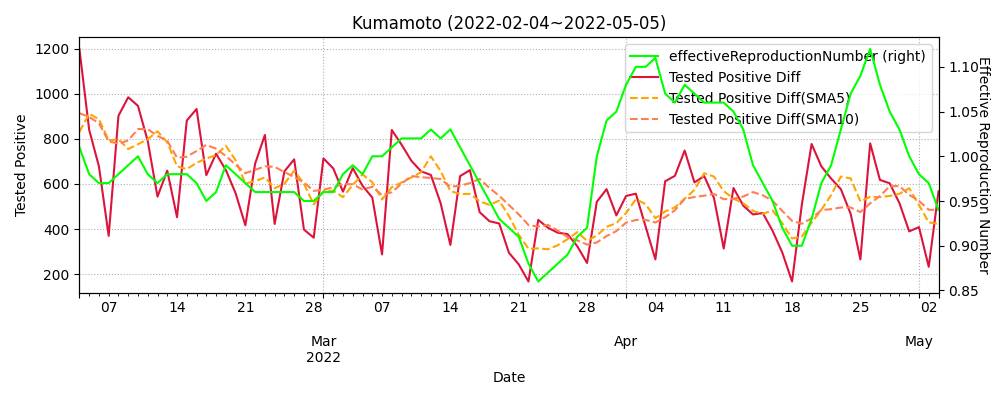 Kumamoto (2022-02-04~2022-05-05)
effectiveReproductionNumber (right)
Tested Positive Diff
Tested Positive Diff(SMA5)
Tested Positive Diff(SMA10)
Tested Positive
1200
1000
800
600
400
200
1.10
1.05
1.00
0.95
0.90
0.85
Effective Reproduction Number
07 14 21 28 07 14 21 28 04 11 18 25 02
Mar Apr May
2022
Date